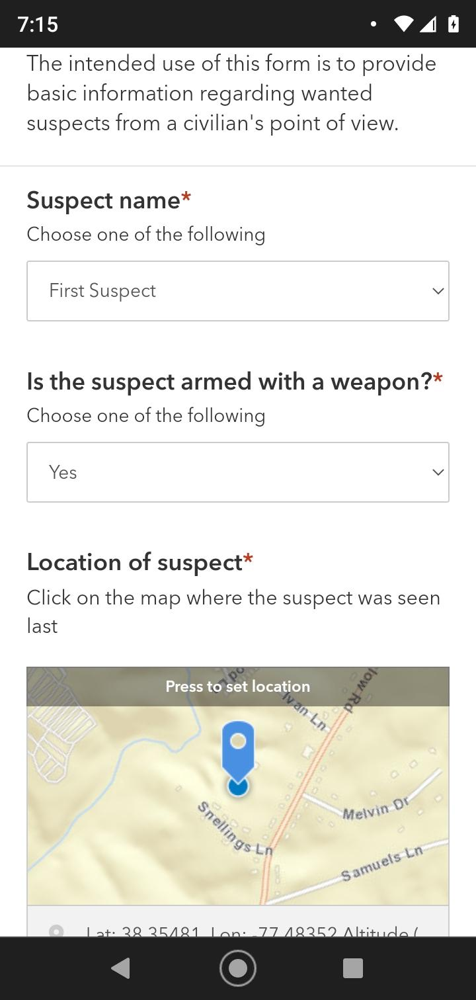 7:15
The intended use of this form is to provide
basic information regarding wanted
suspects from a civilian's point of view.
Suspect name*
Choose one of the following
First Suspect
Is the suspect armed with a weapon?*
Choose one of the following
Yes
Location of suspect*
Click on the map where the suspect was seen
last
Press to set location
Ivan Ln
Rd
Snellings Ln
Melvin Dr
Samuels Ln
Lat: 38.35481 Lon: -77.48352 Altitude (